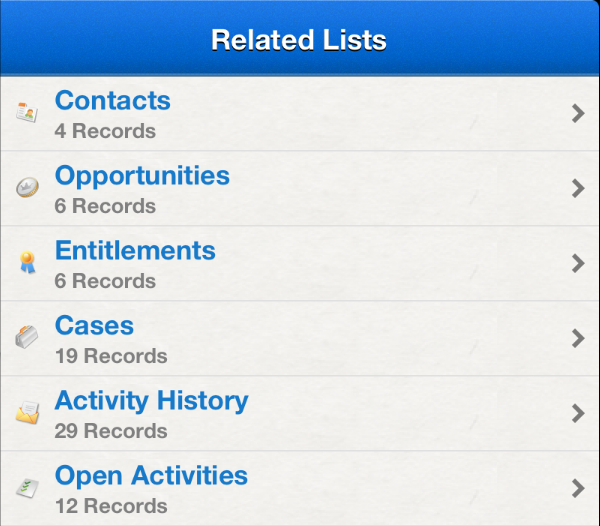 Related Lists
Contacts
4 Records
Opportunities
6 Records
Entitlements
6 Records
Cases
19 Records
Activity History
29 Records
Open Activities
12 Records